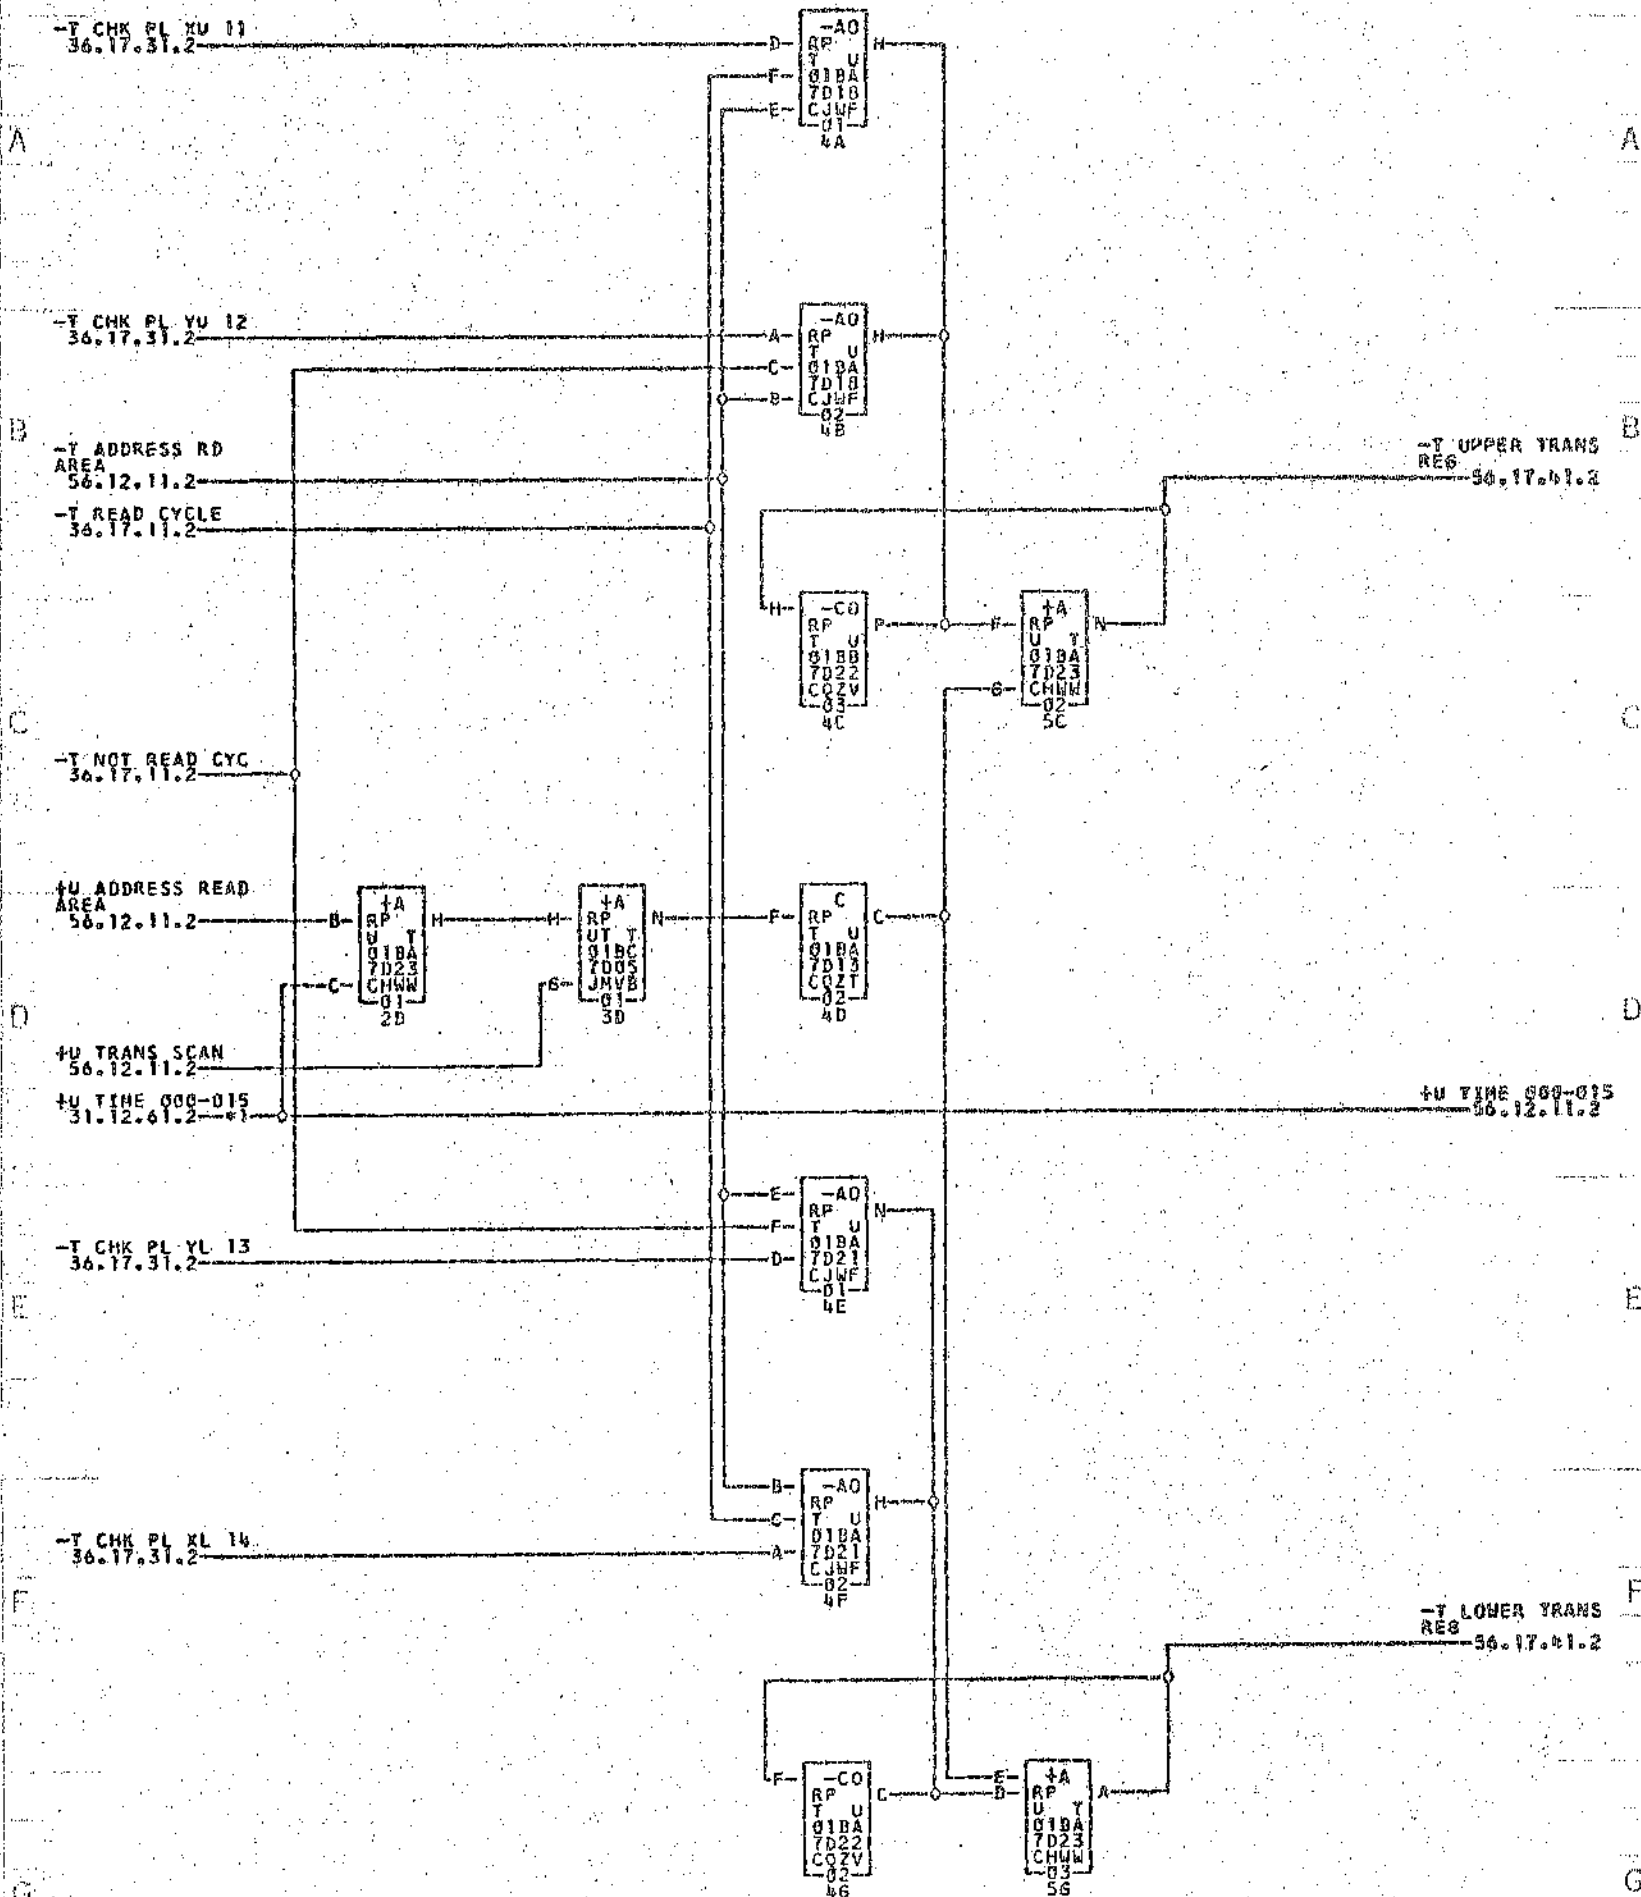 -T CHK PL XU 11
36.17.31.2
D
F
E
-AO
RP
T U
01BA
7D18
CJWF
01
4A
H
A
A
-T CHK PL YU 12
36.17.31.2
A
C
B
-AO
RP
T U
01BA
7D18
CJWF
02
4B
H
B
B
-T ADDRESS RD
AREA
56.12.11.2
-T READ CYCLE
36.17.11.2
-T UPPER TRANS
REG
56.17.41.2
H
-CO
RP
T U
01BB
7D22
CQZV
03
4C
P
F
G
+A
RP
U T
01BA
7D23
CHWW
02
5C
N
C
C
-T NOT READ CYC
36.17.11.2
+U ADDRESS READ
AREA
56.12.11.2
B
C
+A
RP
U T
01BA
7D23
CHWW
01
2D
H
H
G
+A
RP
UT T
01BC
7D05
JMVB
01
3D
N
F
C
RP
T U
01BA
7D13
CQZT
02
4D
C
D
D
+U TRANS SCAN
56.12.11.2
+U TIME 000-015
31.12.61.2--*1
+U TIME 000-015
56.12.11.2
E
F
D
-AO
RP
T U
01BA
7D21
CJWF
01
4E
N
-T CHK PL YL 13
36.17.31.2
E
E
B
C
A
-AO
RP
T U
01BA
7D21
CJWF
02
4F
H
-T CHK PL XL 14
36.17.31.2
F
F
-T LOWER TRANS
REG
56.17.41.2
F
-CO
RP
T U
01BA
7D22
CQZV
02
4G
C
E
D
+A
RP
U T
01BA
7D23
CHWW
03
5G
A
G
G